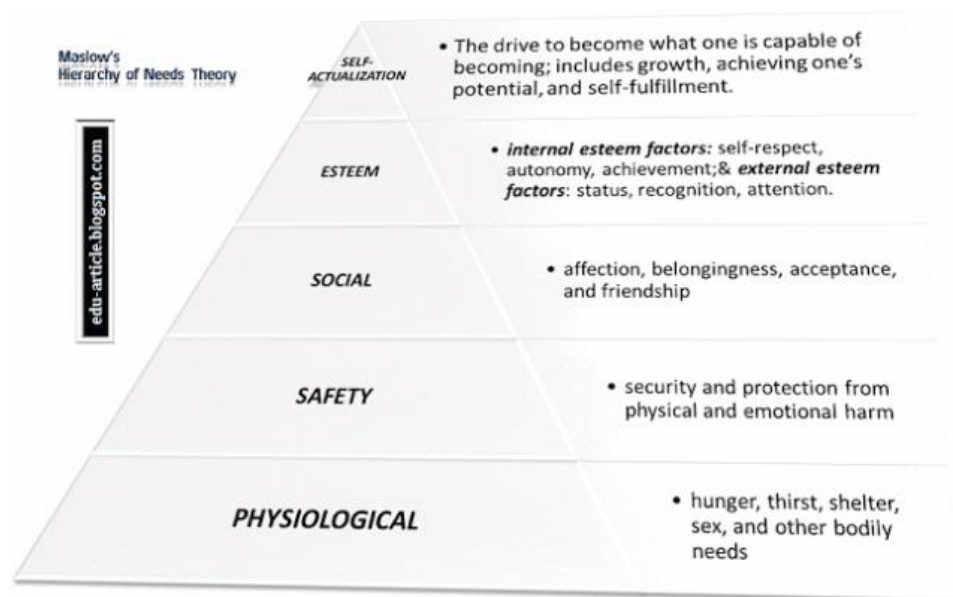 Maslow's
Hierarchy of Needs Theory
edu-article.blogspot.com
SELF-
ACTUALIZATION
• The drive to become what one is capable of
becoming; includes growth, achieving one's
potential, and self-fulfillment.
ESTEEM
• internal esteem factors: self-respect,
autonomy, achievement;& external esteem
factors: status, recognition, attention.
SOCIAL
• affection, belongingness, acceptance,
and friendship
SAFETY
• security and protection from
physical and emotional harm
PHYSIOLOGICAL
• hunger, thirst, shelter,
sex, and other bodily
needs